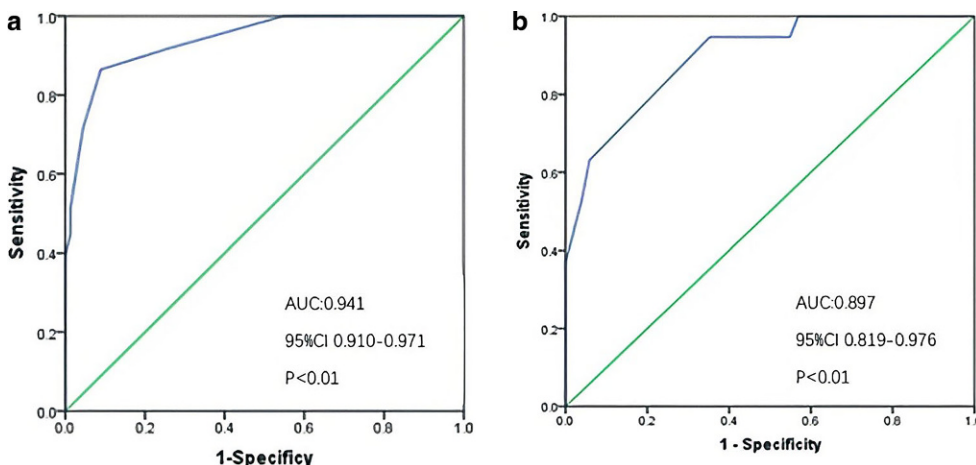 a
1.0
0.8
0.6
0.4
0.2
0.0
Sensitivity
AUC:0.941
95%CI 0.910-0.971
P<0.01
0.0 0.2 0.4 0.6 0.8 1.0
1-Specificy
b
1.0
0.8
0.6
0.4
0.2
0.0
Sensitivity
AUC:0.897
95%CI 0.819-0.976
P<0.01
0.0 0.2 0.4 0.6 0.8 1.0
1 - Specificity